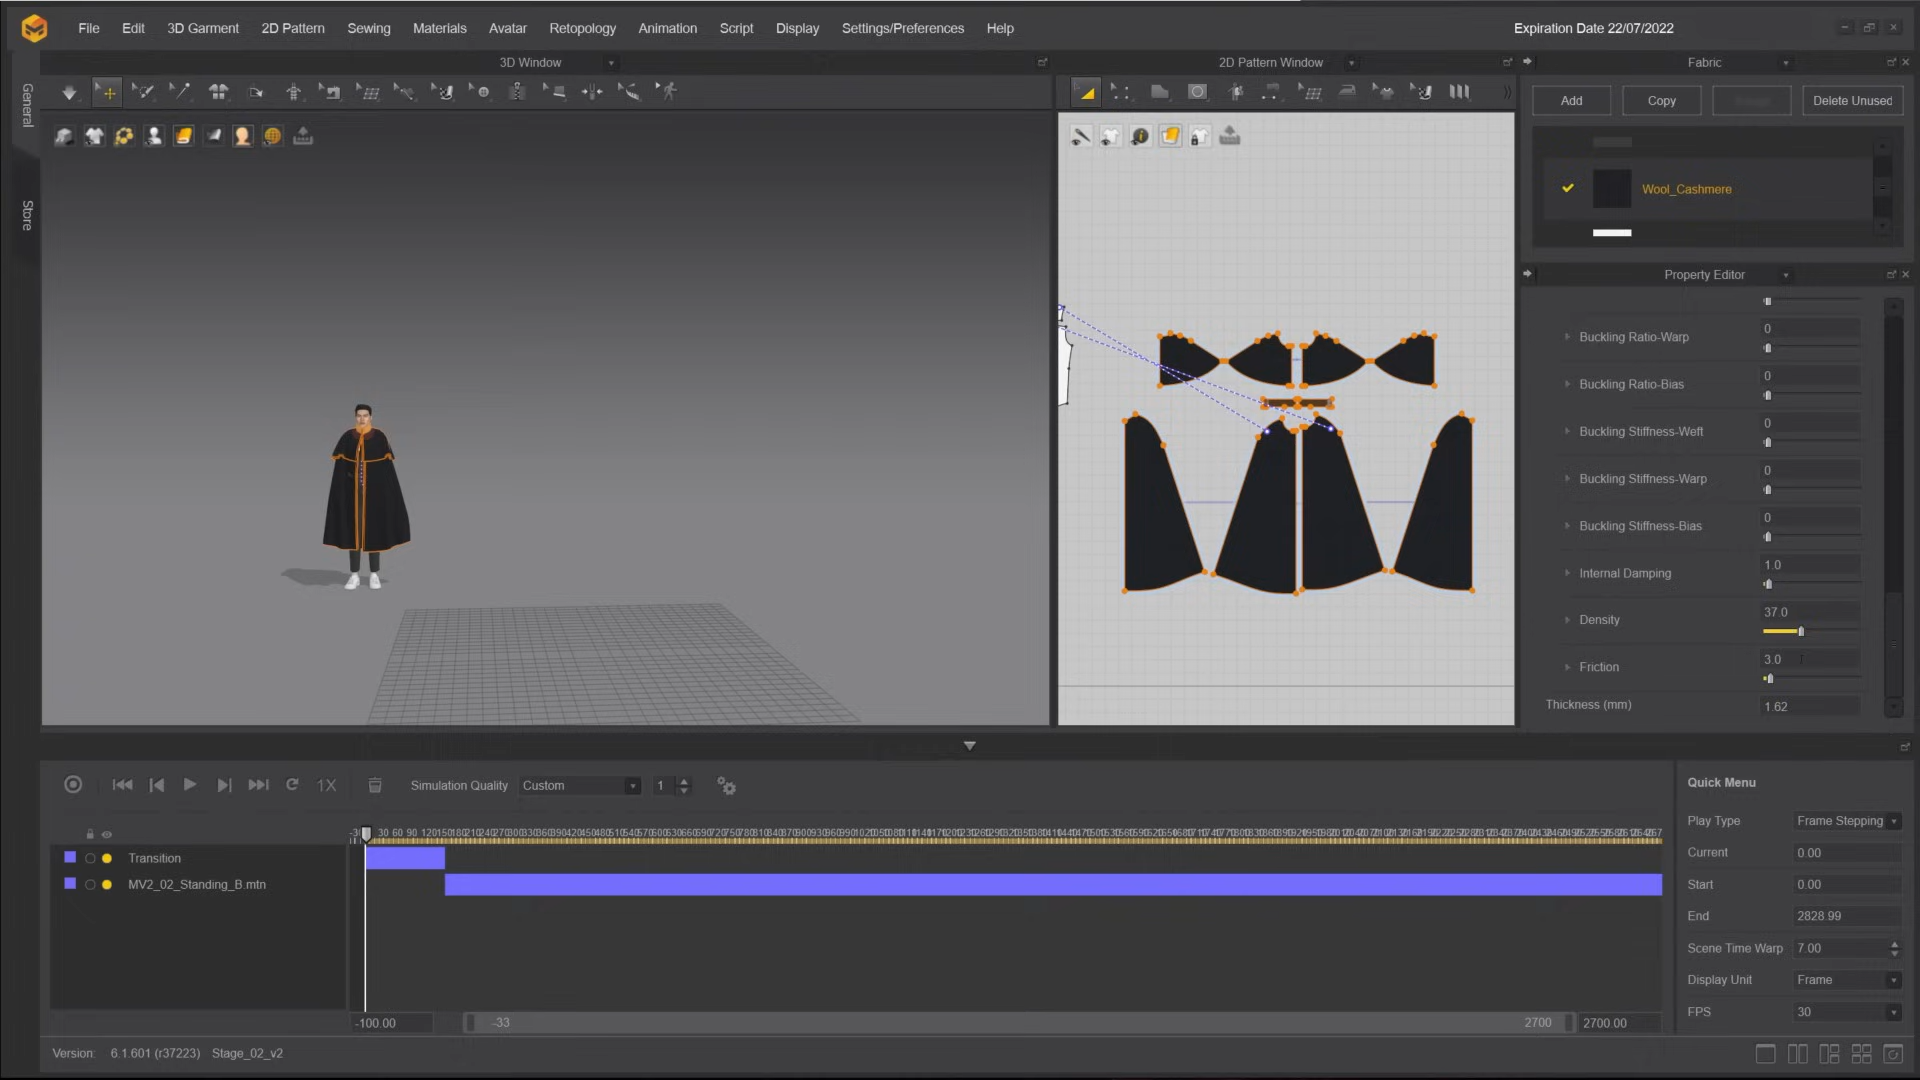 File Edit 3D Garment 2D Pattern Sewing Materials Avatar Retopology Animation Script Display Settings/Preferences Help
Expiration Date 22/07/2022
General
Store
3D Window
2D Pattern Window
Fabric
Add
Copy
Delete Unused
Wool_Cashmere
Property Editor
Buckling Ratio-Warp
0
Buckling Ratio-Bias
0
Buckling Stiffness-Weft
0
Buckling Stiffness-Warp
0
Buckling Stiffness-Bias
0
Internal Damping
1.0
Density
37.0
Friction
3.0
Thickness (mm)
1.62
1X
Simulation Quality Custom 1
30 60 90 120
Transition
MV2_02_Standing_B.mtn
-100.00
-33
2700
2700.00
Quick Menu
Play Type Frame Stepping
Current 0.00
Start 0.00
End 2828.99
Scene Time Warp 7.00
Display Unit Frame
FPS 30
Version: 6.1.601 (r37223) Stage_02_v2